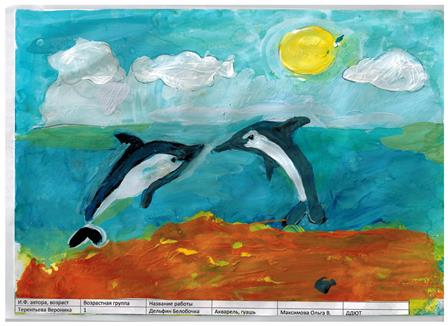 И.Ф. автора, возраст Возрастная группа Название работы
Терентьева Вероника 1 Дельфин Белобочка Акварель, гуашь Максимова Ольга В. ДДЮТ